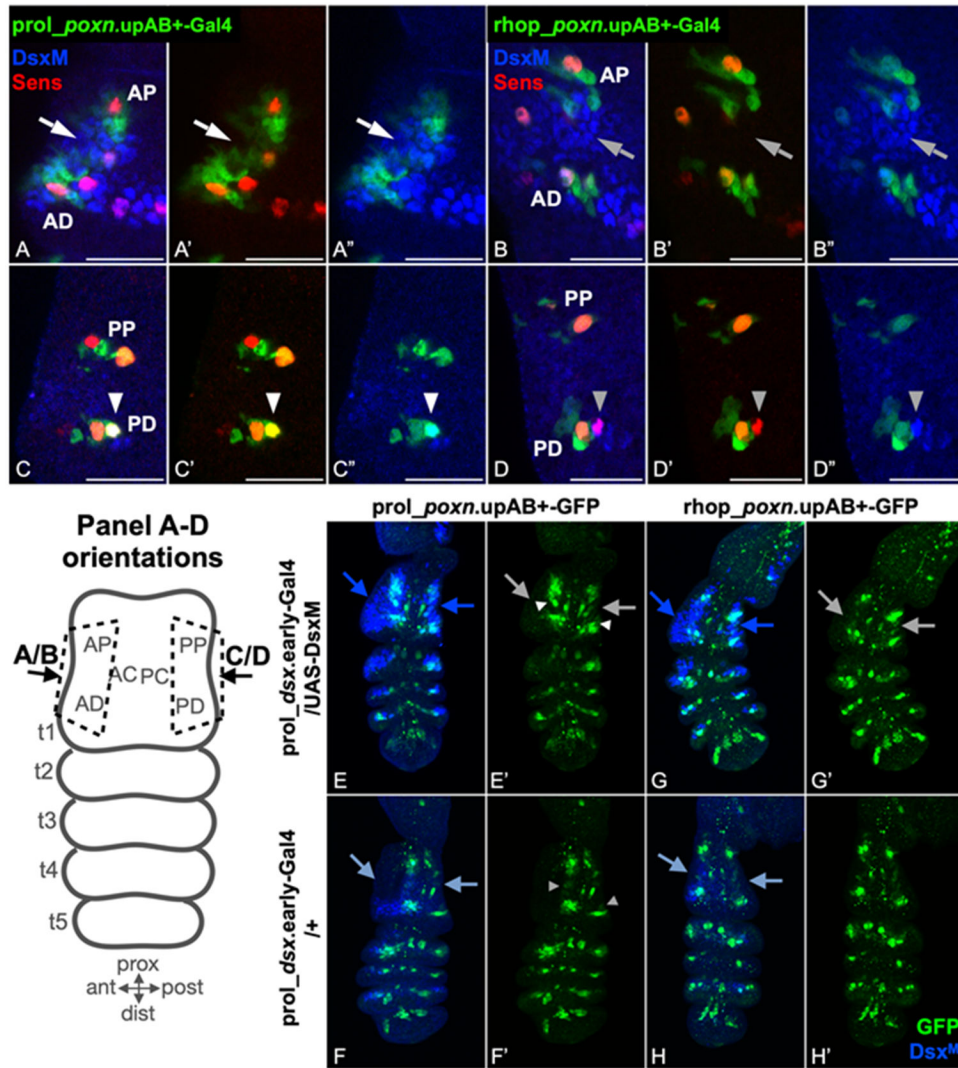 prol_poxn.upAB+-Gal4
rhop_poxn.upAB+-Gal4
DsxM
Sens
AP
AD
A
A'
A"
DsxM
Sens
AP
AD
B
B'
B"
PP
PD
C
C'
C"
PP
PD
D
D'
D"
Panel A-D
orientations
A/B
C/D
AP
PP
AC
PC
AD
PD
t1
t2
t3
t4
t5
prox
ant
post
dist
prol_poxn.upAB+-GFP
rhop_poxn.upAB+-GFP
prol_dsx.early-Gal4
/UAS-DsxM
E
E'
G
G'
prol_dsx.early-Gal4
/+
F
F'
H
H'
GFP
Dsxᴹ